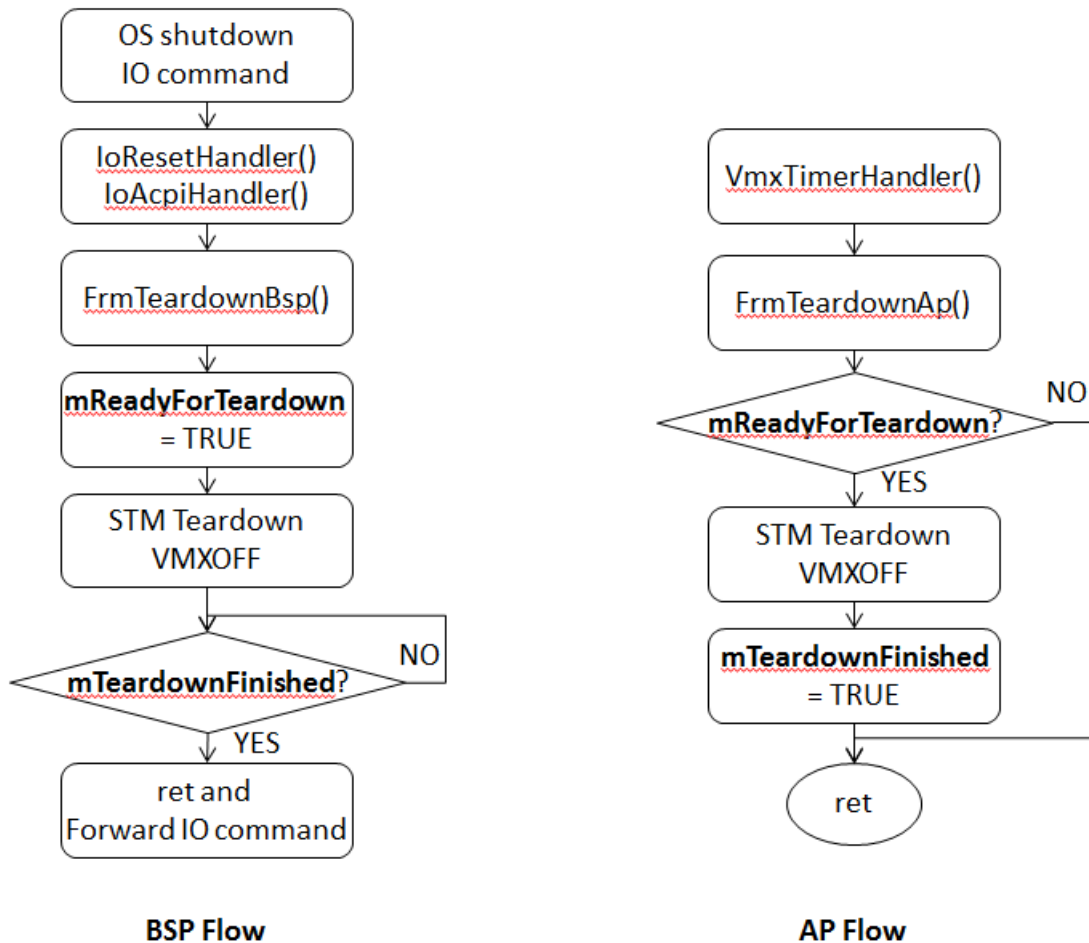 OS shutdown
IO command
IoResetHandler()
IoAcpiHandler()
FrmTeardownBsp()
mReadyForTeardown
= TRUE
STM Teardown
VMXOFF
mTeardownFinished?
NO
YES
ret and
Forward IO command
BSP Flow
VmxTimerHandler()
FrmTeardownAp()
mReadyForTeardown?
NO
YES
STM Teardown
VMXOFF
mTeardownFinished
= TRUE
ret
AP Flow